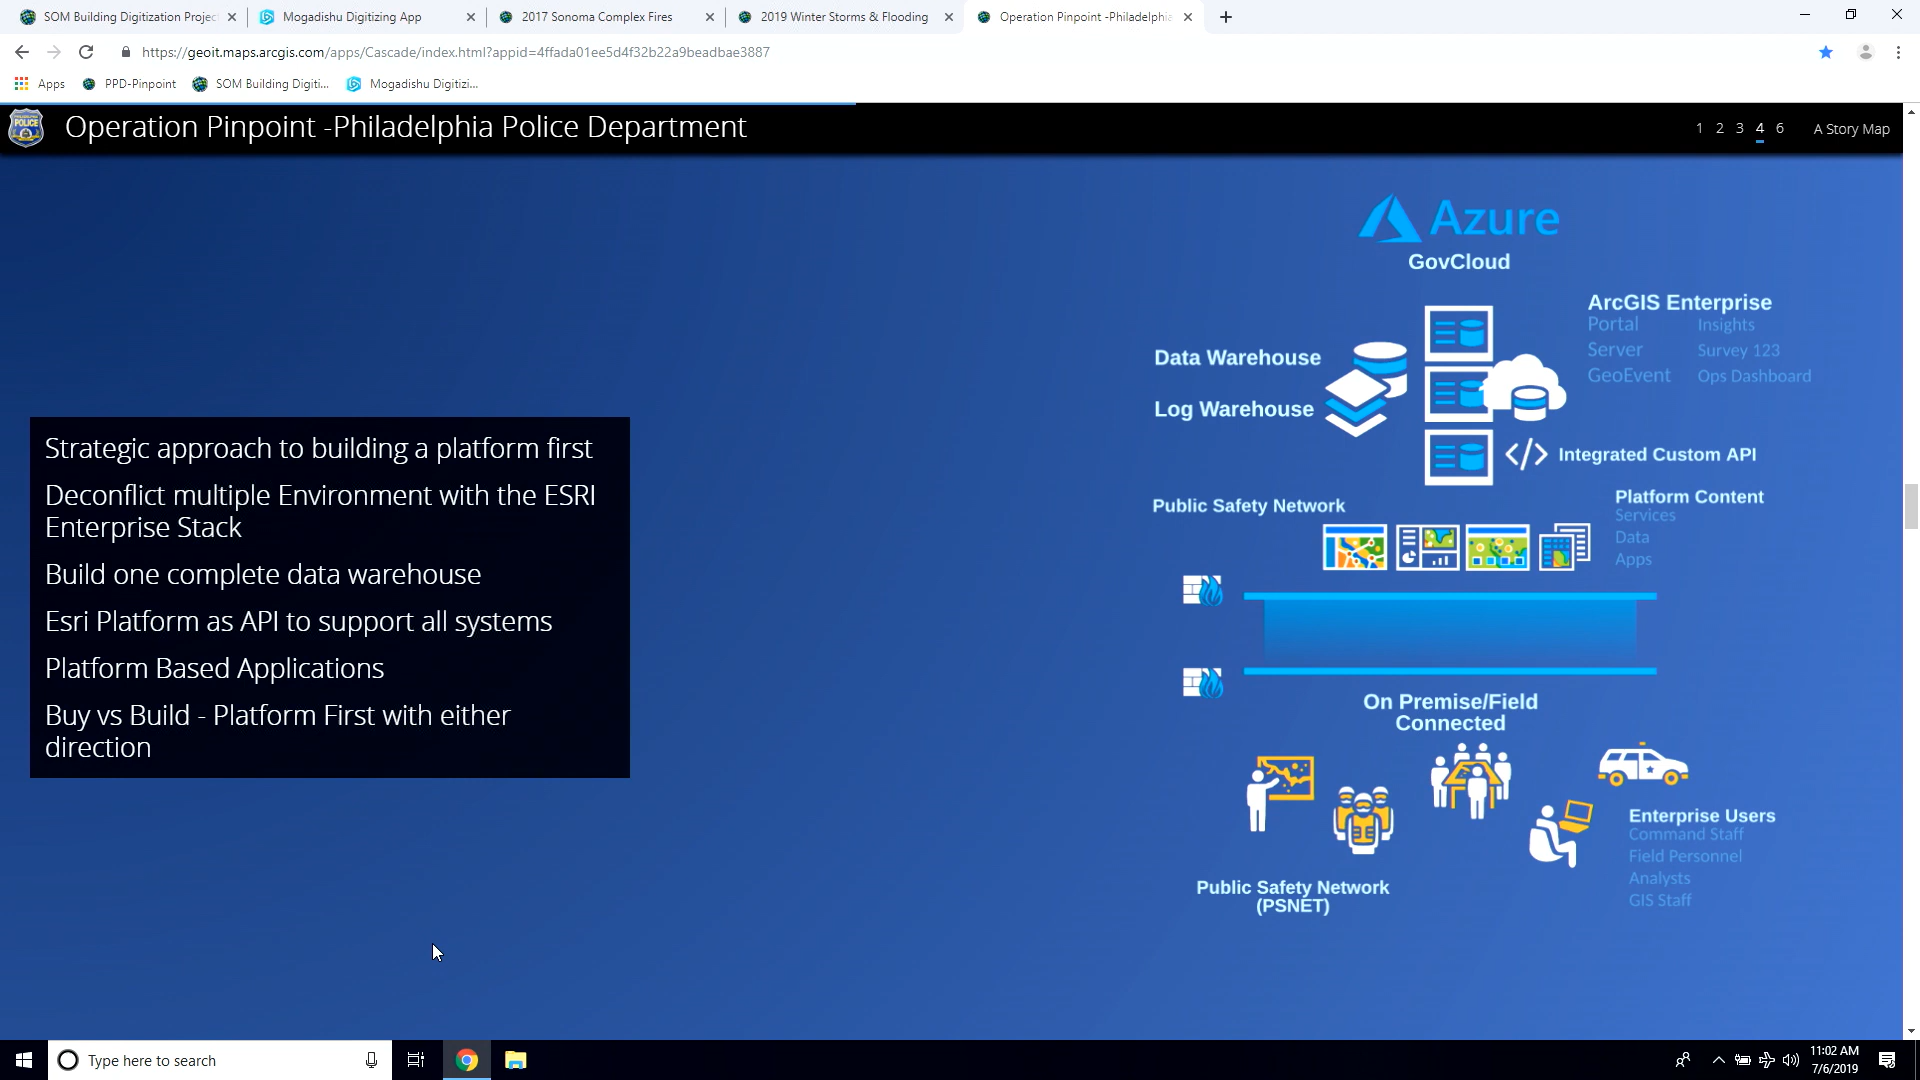 SOM Building Digitization Projec
Mogadishu Digitizing App
2017 Sonoma Complex Fires
2019 Winter Storms & Flooding
Operation Pinpoint -Philadelphia
https://geoit.maps.arcgis.com/apps/Cascade/index.html?appid=4ffada01ee5d4f32b22a9beadbae3887
Apps
PPD-Pinpoint
SOM Building Digiti...
Mogadishu Digitizi...
POLICE
Operation Pinpoint -Philadelphia Police Department
1 2 3 4 6
A Story Map
Strategic approach to building a platform first
Deconflict multiple Environment with the ESRI
Enterprise Stack
Build one complete data warehouse
Esri Platform as API to support all systems
Platform Based Applications
Buy vs Build - Platform First with either
direction
Azure
GovCloud
ArcGIS Enterprise
Portal Insights
Server Survey 123
GeoEvent Ops Dashboard
Data Warehouse
Log Warehouse
</> Integrated Custom API
Public Safety Network
Platform Content
Services
Data
Apps
On Premise/Field
Connected
Enterprise Users
Command Staff
Field Personnel
Analysts
GIS Staff
Public Safety Network
(PSNET)
Type here to search
11:02 AM
7/6/2019